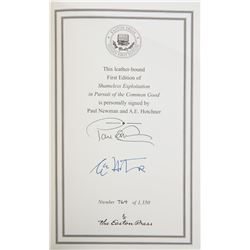 This leather-bound
First Edition of
Shameless Exploitation
in Pursuit of the Common Good
is personally signed by
Paul Newman and A.E. Hotchner
Number 764 of 1,350
The Easton Press